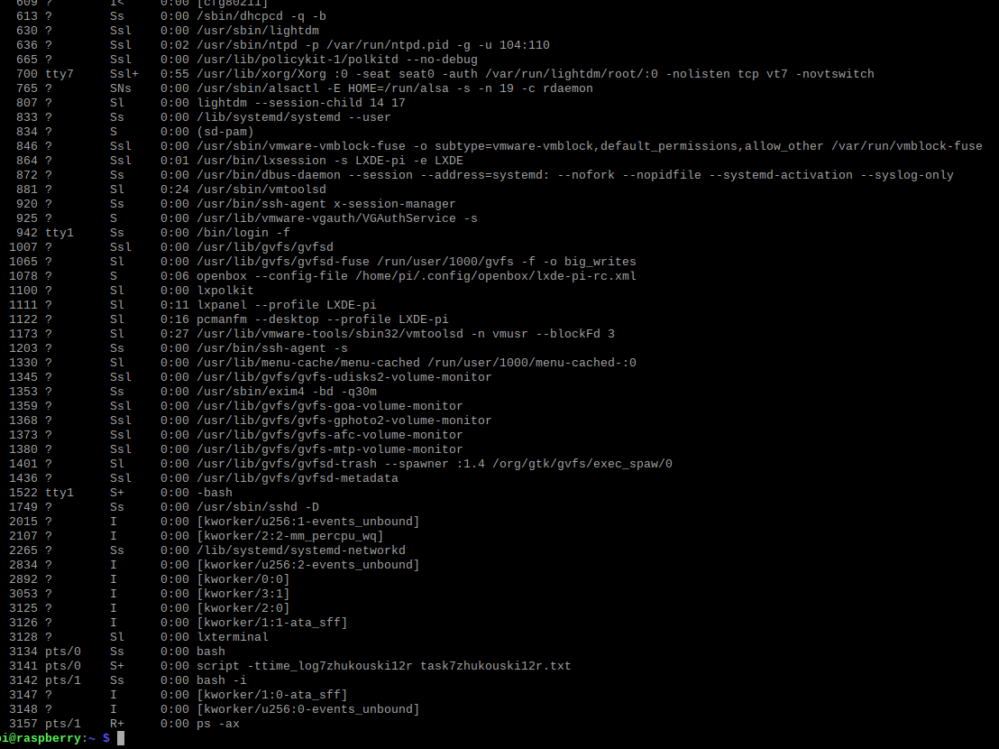 609 ? I< 0:00 [cfg80211]
613 ? Ss 0:00 /sbin/dhcpcd -q -b
630 ? Ssl 0:00 /usr/sbin/lightdm
636 ? Ssl 0:02 /usr/sbin/ntpd -p /var/run/ntpd.pid -g -u 104:110
665 ? Ssl 0:00 /usr/lib/policykit-1/polkitd --no-debug
700 tty7 Ssl+ 0:55 /usr/lib/xorg/Xorg :0 -seat seat0 -auth /var/run/lightdm/root/:0 -nolisten tcp vt7 -novtswitch
765 ? SNs 0:00 /usr/sbin/alsactl -E HOME=/run/alsa -s -n 19 -c rdaemon
807 ? Sl 0:00 lightdm --session-child 14 17
833 ? Ss 0:00 /lib/systemd/systemd --user
834 ? S 0:00 (sd-pam)
846 ? Ssl 0:00 /usr/sbin/vmware-vmblock-fuse -o subtype=vmware-vmblock,default_permissions,allow_other /var/run/vmblock-fuse
864 ? Ssl 0:01 /usr/bin/lxsession -s LXDE-pi -e LXDE
872 ? Ss 0:00 /usr/bin/dbus-daemon --session --address=systemd: --nofork --nopidfile --systemd-activation --syslog-only
881 ? Sl 0:24 /usr/sbin/vmtoolsd
920 ? Ss 0:00 /usr/bin/ssh-agent x-session-manager
925 ? S 0:00 /usr/lib/vmware-vgauth/VGAuthService -s
942 tty1 Ss 0:00 /bin/login -f
1007 ? Ssl 0:00 /usr/lib/gvfs/gvfsd
1065 ? Sl 0:00 /usr/lib/gvfs/gvfsd-fuse /run/user/1000/gvfs -f -o big_writes
1078 ? S 0:06 openbox --config-file /home/pi/.config/openbox/lxde-pi-rc.xml
1100 ? Sl 0:00 lxpolkit
1111 ? Sl 0:11 lxpanel --profile LXDE-pi
1122 ? Sl 0:16 pcmanfm --desktop --profile LXDE-pi
1173 ? Sl 0:27 /usr/lib/vmware-tools/sbin32/vmtoolsd -n vmusr --blockFd 3
1203 ? Ss 0:00 /usr/bin/ssh-agent -s
1330 ? Sl 0:00 /usr/lib/menu-cache/menu-cached /run/user/1000/menu-cached-:0
1345 ? Ssl 0:00 /usr/lib/gvfs/gvfs-udisks2-volume-monitor
1353 ? Ss 0:00 /usr/sbin/exim4 -bd -q30m
1359 ? Ssl 0:00 /usr/lib/gvfs/gvfs-goa-volume-monitor
1368 ? Ssl 0:00 /usr/lib/gvfs/gvfs-gphoto2-volume-monitor
1373 ? Ssl 0:00 /usr/lib/gvfs/gvfs-afc-volume-monitor
1380 ? Ssl 0:00 /usr/lib/gvfs/gvfs-mtp-volume-monitor
1401 ? Sl 0:00 /usr/lib/gvfs/gvfsd-trash --spawner :1.4 /org/gtk/gvfs/exec_spaw/0
1436 ? Ssl 0:00 /usr/lib/gvfs/gvfsd-metadata
1522 tty1 S+ 0:00 -bash
1749 ? Ss 0:00 /usr/sbin/sshd -D
2015 ? I 0:00 [kworker/u256:1-events_unbound]
2107 ? I 0:00 [kworker/2:2-mm_percpu_wq]
2265 ? Ss 0:00 /lib/systemd/systemd-networkd
2834 ? I 0:00 [kworker/u256:2-events_unbound]
2892 ? I 0:00 [kworker/0:0]
3053 ? I 0:00 [kworker/3:1]
3125 ? I 0:00 [kworker/2:0]
3126 ? I 0:00 [kworker/1:1-ata_sff]
3128 ? Sl 0:00 lxterminal
3134 pts/0 Ss 0:00 bash
3141 pts/0 S+ 0:00 script -ttime_log7zhukouski12r task7zhukouski12r.txt
3142 pts/1 Ss 0:00 bash -i
3147 ? I 0:00 [kworker/1:0-ata_sff]
3148 ? I 0:00 [kworker/u256:0-events_unbound]
3157 pts/1 R+ 0:00 ps -ax
pi@raspberry:~ $